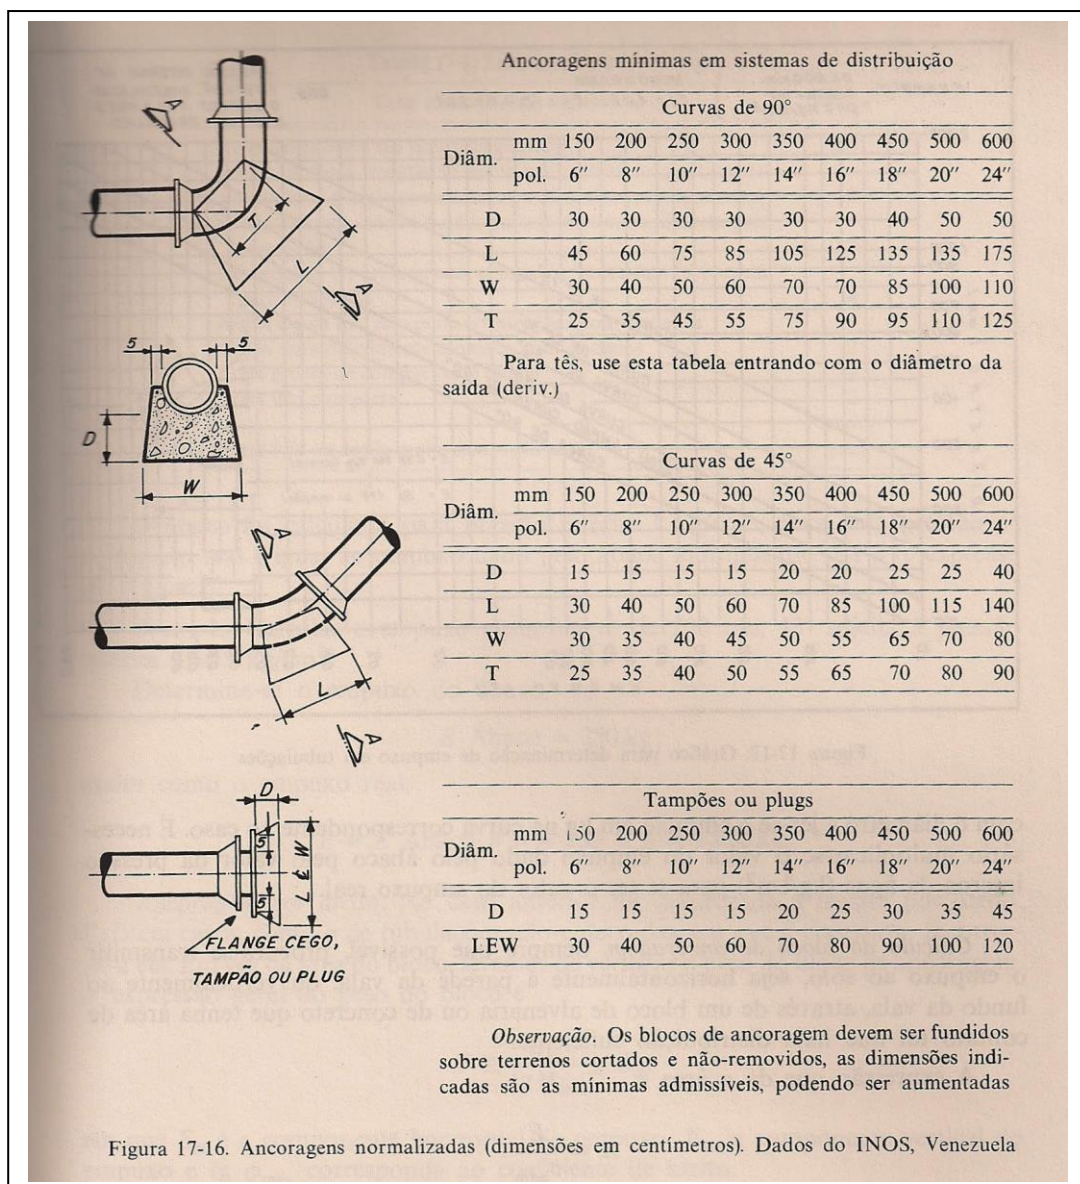 Ancoragens mínimas em sistemas de distribuição
Curvas de 90°
Diâm. mm 150 200 250 300 350 400 450 500 600
pol. 6″ 8″ 10″ 12″ 14″ 16″ 18″ 20″ 24″
D 30 30 30 30 30 30 40 50 50
L 45 60 75 85 105 125 135 135 175
W 30 40 50 60 70 70 85 100 110
T 25 35 45 55 75 90 95 110 125
Para tês, use esta tabela entrando com o diâmetro da
saída (deriv.)
A
T
L
A
5 5
D
W
Curvas de 45°
Diâm. mm 150 200 250 300 350 400 450 500 600
pol. 6″ 8″ 10″ 12″ 14″ 16″ 18″ 20″ 24″
D 15 15 15 15 20 20 25 25 40
L 30 40 50 60 70 85 100 115 140
W 30 35 40 45 50 55 65 70 80
T 25 35 40 50 55 65 70 80 90
A
L
A
Tampões ou plugs
Diâm. mm 150 200 250 300 350 400 450 500 600
pol. 6″ 8″ 10″ 12″ 14″ 16″ 18″ 20″ 24″
D 15 15 15 15 20 25 30 35 45
LEW 30 40 50 60 70 80 90 100 120
D
5
L E W
5
FLANGE CEGO,
TAMPÃO OU PLUG
Observação. Os blocos de ancoragem devem ser fundidos
sobre terrenos cortados e não-removidos, as dimensões indi-
cadas são as mínimas admissíveis, podendo ser aumentadas
Figura 17-16. Ancoragens normalizadas (dimensões em centímetros). Dados do INOS, Venezuela